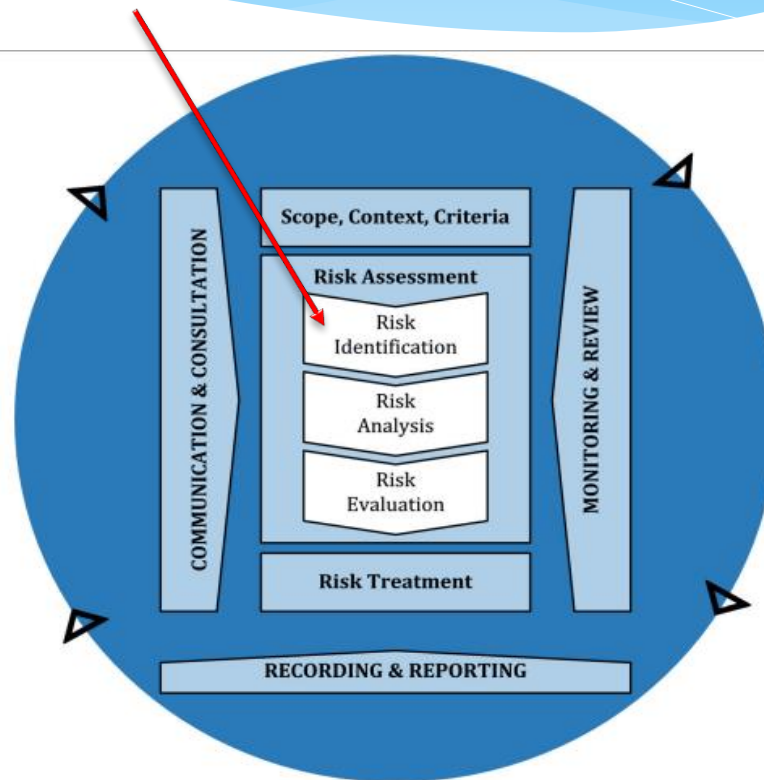 Scope, Context, Criteria
Risk Assessment
Risk
Identification
Risk
Analysis
Risk
Evaluation
Risk Treatment
COMMUNICATION & CONSULTATION
MONITORING & REVIEW
RECORDING & REPORTING